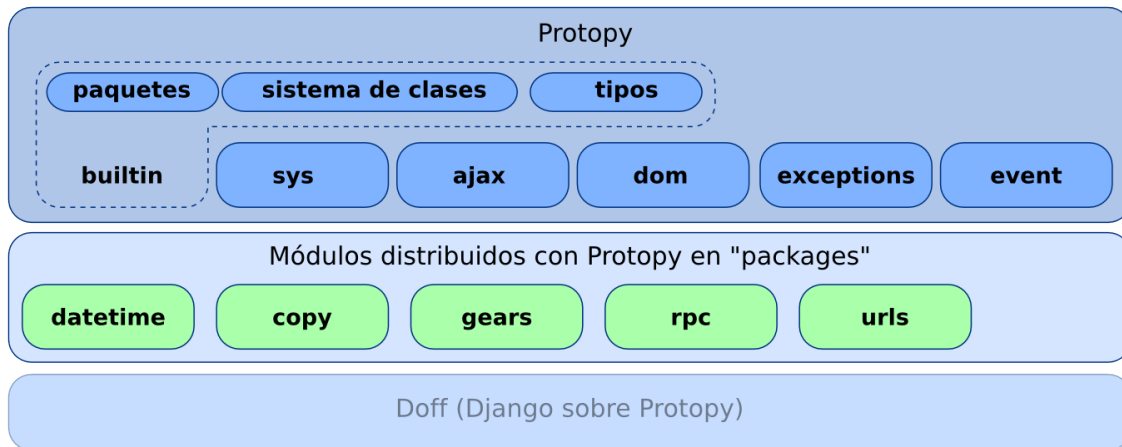 Protopy
paquetes sistema de clases tipos
builtin sys ajax dom exceptions event
Módulos distribuidos con Protopy en "packages"
datetime copy gears rpc urls
Doff (Django sobre Protopy)